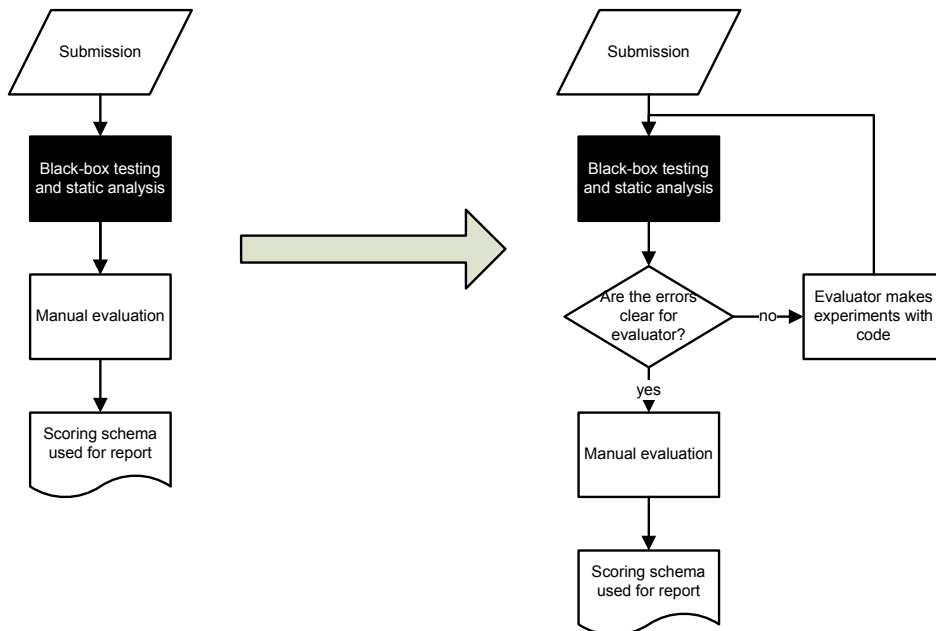 Submission
Black-box testing
and static analysis
Manual evaluation
Scoring schema
used for report
Submission
Black-box testing
and static analysis
Are the errors
clear for
evaluator?
no
Evaluator makes
experiments with
code
yes
Manual evaluation
Scoring schema
used for report